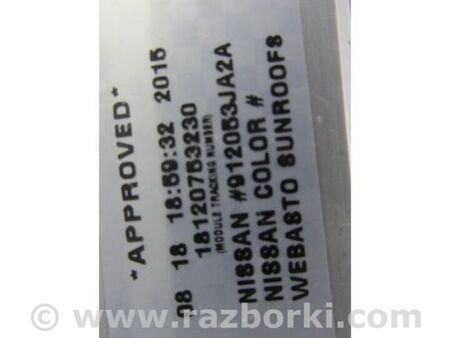 *APPROVED*
08 18 18:59:32 2015
18120753230
(MODULE TRACKING NUMBER)
NISSAN #912053JA2A
NISSAN COLOR #
WEBASTO SUNROOFS
© www.razborki.com